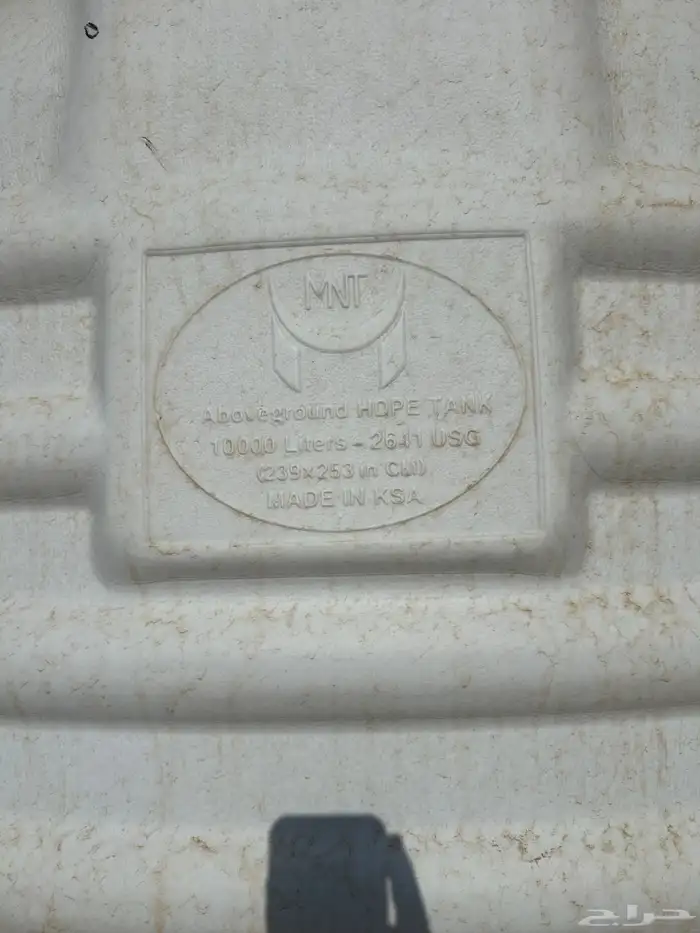 MNT
Aboveground HDPE TANK
10000 Liters - 2641 USG
(239x253 in CM)
MADE IN KSA
حراج